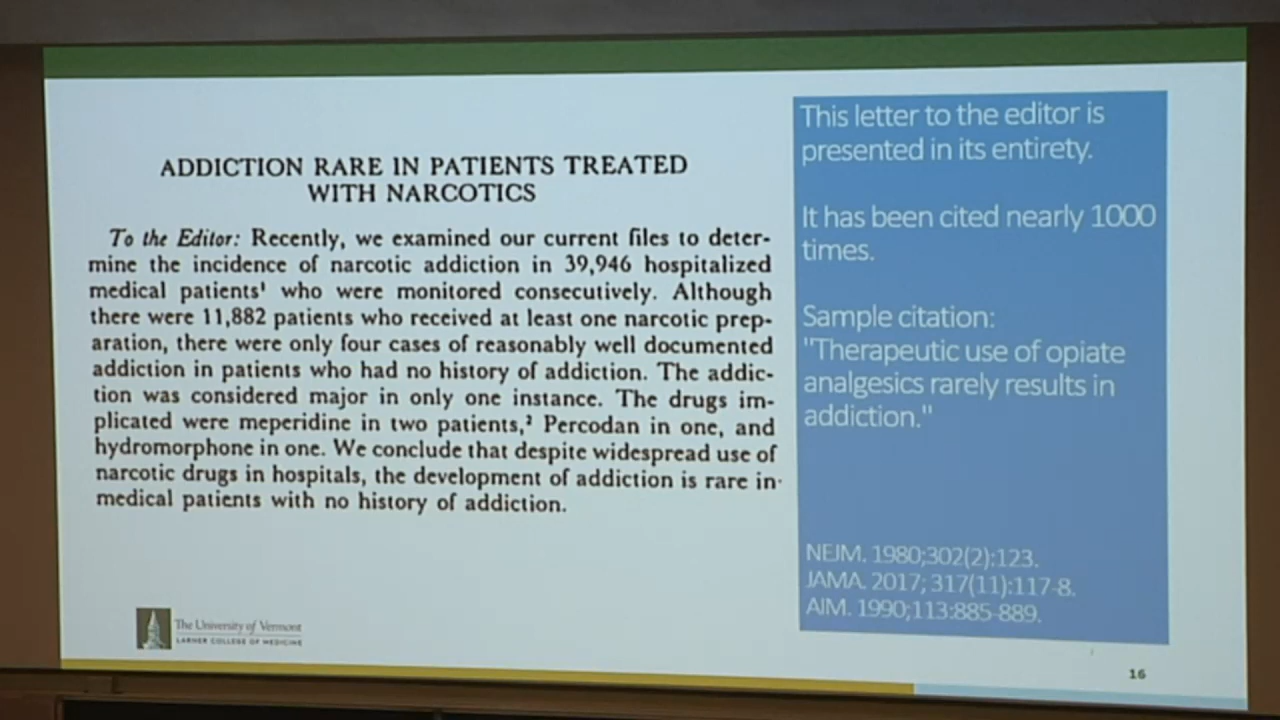 ADDICTION RARE IN PATIENTS TREATED
WITH NARCOTICS
To the Editor: Recently, we examined our current files to deter-
mine the incidence of narcotic addiction in 39,946 hospitalized
medical patients¹ who were monitored consecutively. Although
there were 11,882 patients who received at least one narcotic prep-
aration, there were only four cases of reasonably well documented
addiction in patients who had no history of addiction. The addic-
tion was considered major in only one instance. The drugs im-
plicated were meperidine in two patients,² Percodan in one, and
hydromorphone in one. We conclude that despite widespread use of
narcotic drugs in hospitals, the development of addiction is rare in
medical patients with no history of addiction.
This letter to the editor is
presented in its entirety.
It has been cited nearly 1000
times.
Sample citation:
"Therapeutic use of opiate
analgesics rarely results in
addiction."
NEJM. 1980;302(2):123.
JAMA. 2017; 317(11):117-8.
AIM. 1990;113:885-889.
The University of Vermont
LARNER COLLEGE OF MEDICINE
16